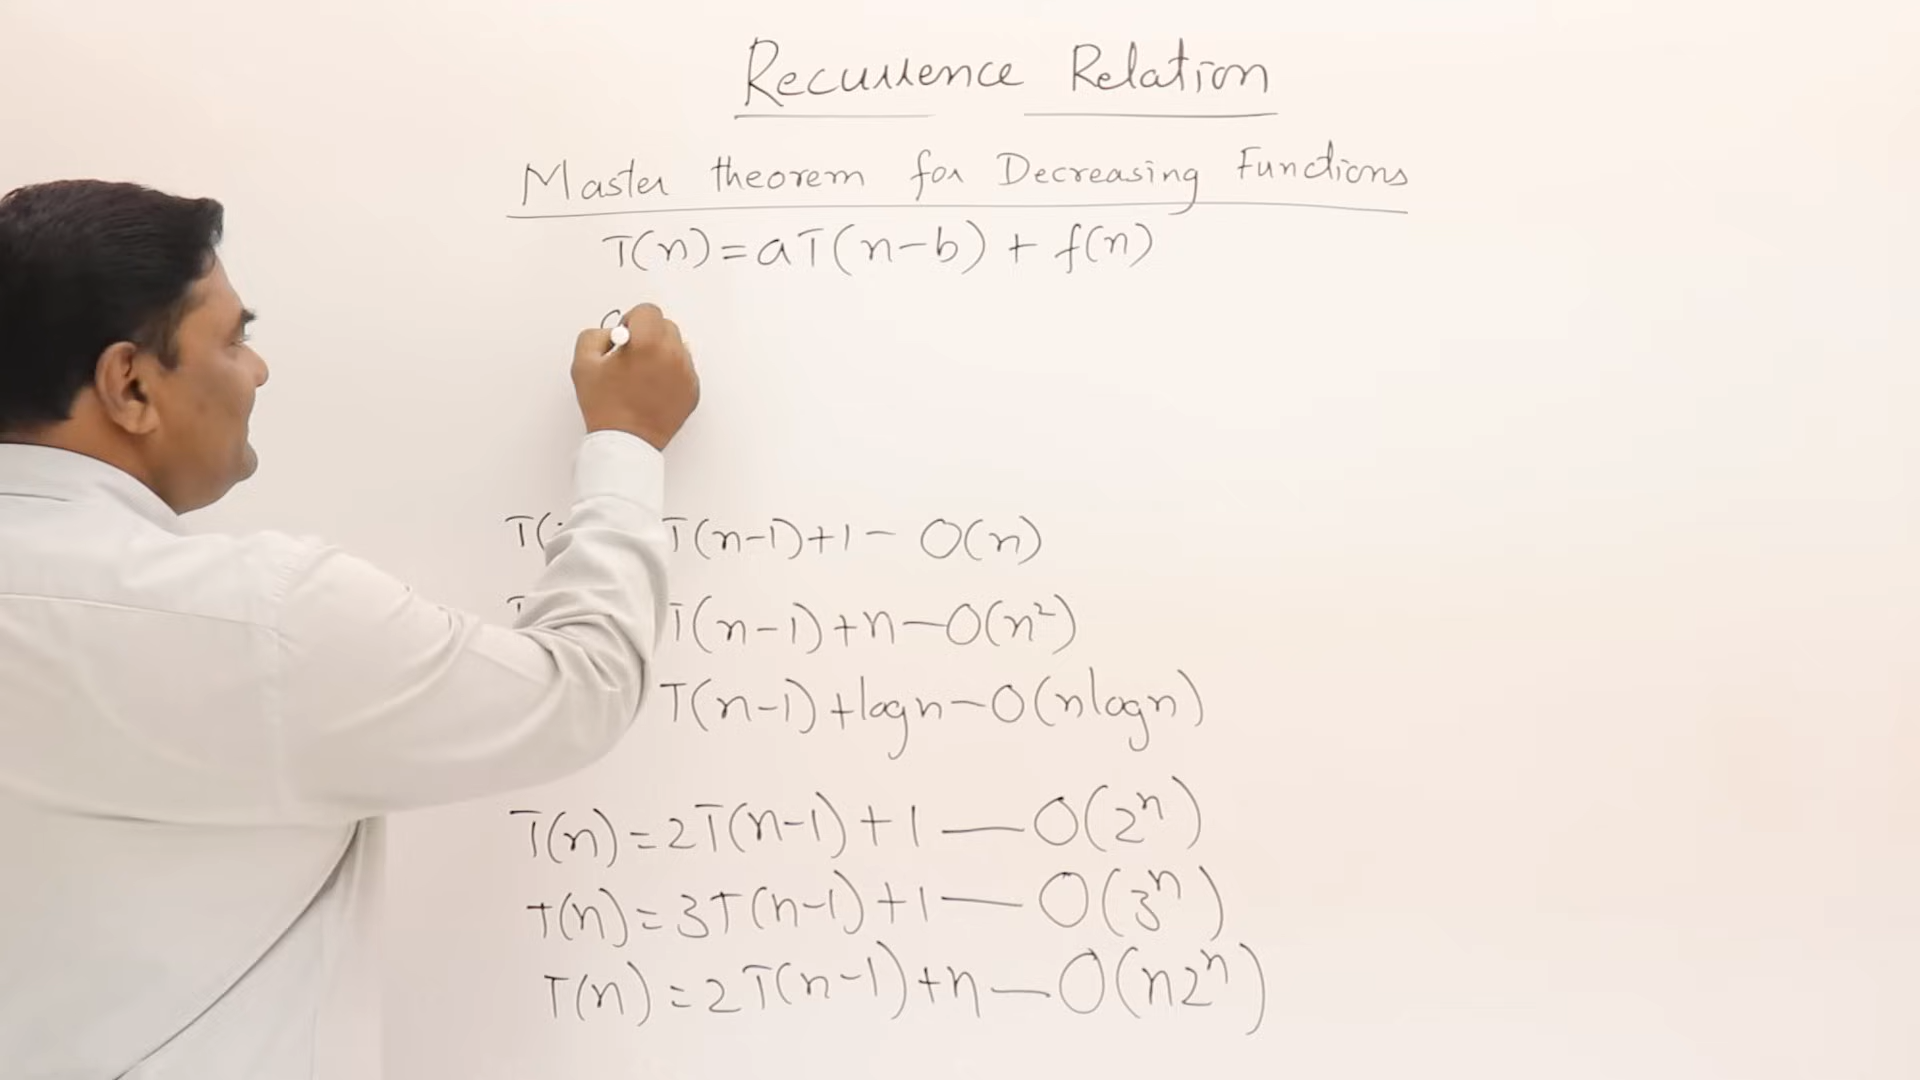 Recurrence Relation
Master theorem for Decreasing Functions
T(n) = aT(n-b) + f(n)
T( T(n-1)+1 - O(n)
T(n-1)+n - O(n²)
T(n-1)+logn - O(nlogn)
T(n) = 2T(n-1)+1 — O(2ⁿ)
T(n) = 3T(n-1)+1 — O(3ⁿ)
T(n) = 2T(n-1)+n — O(n2ⁿ)